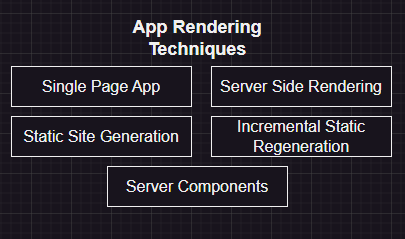 App Rendering
Techniques
Single Page App
Server Side Rendering
Static Site Generation
Incremental Static
Regeneration
Server Components